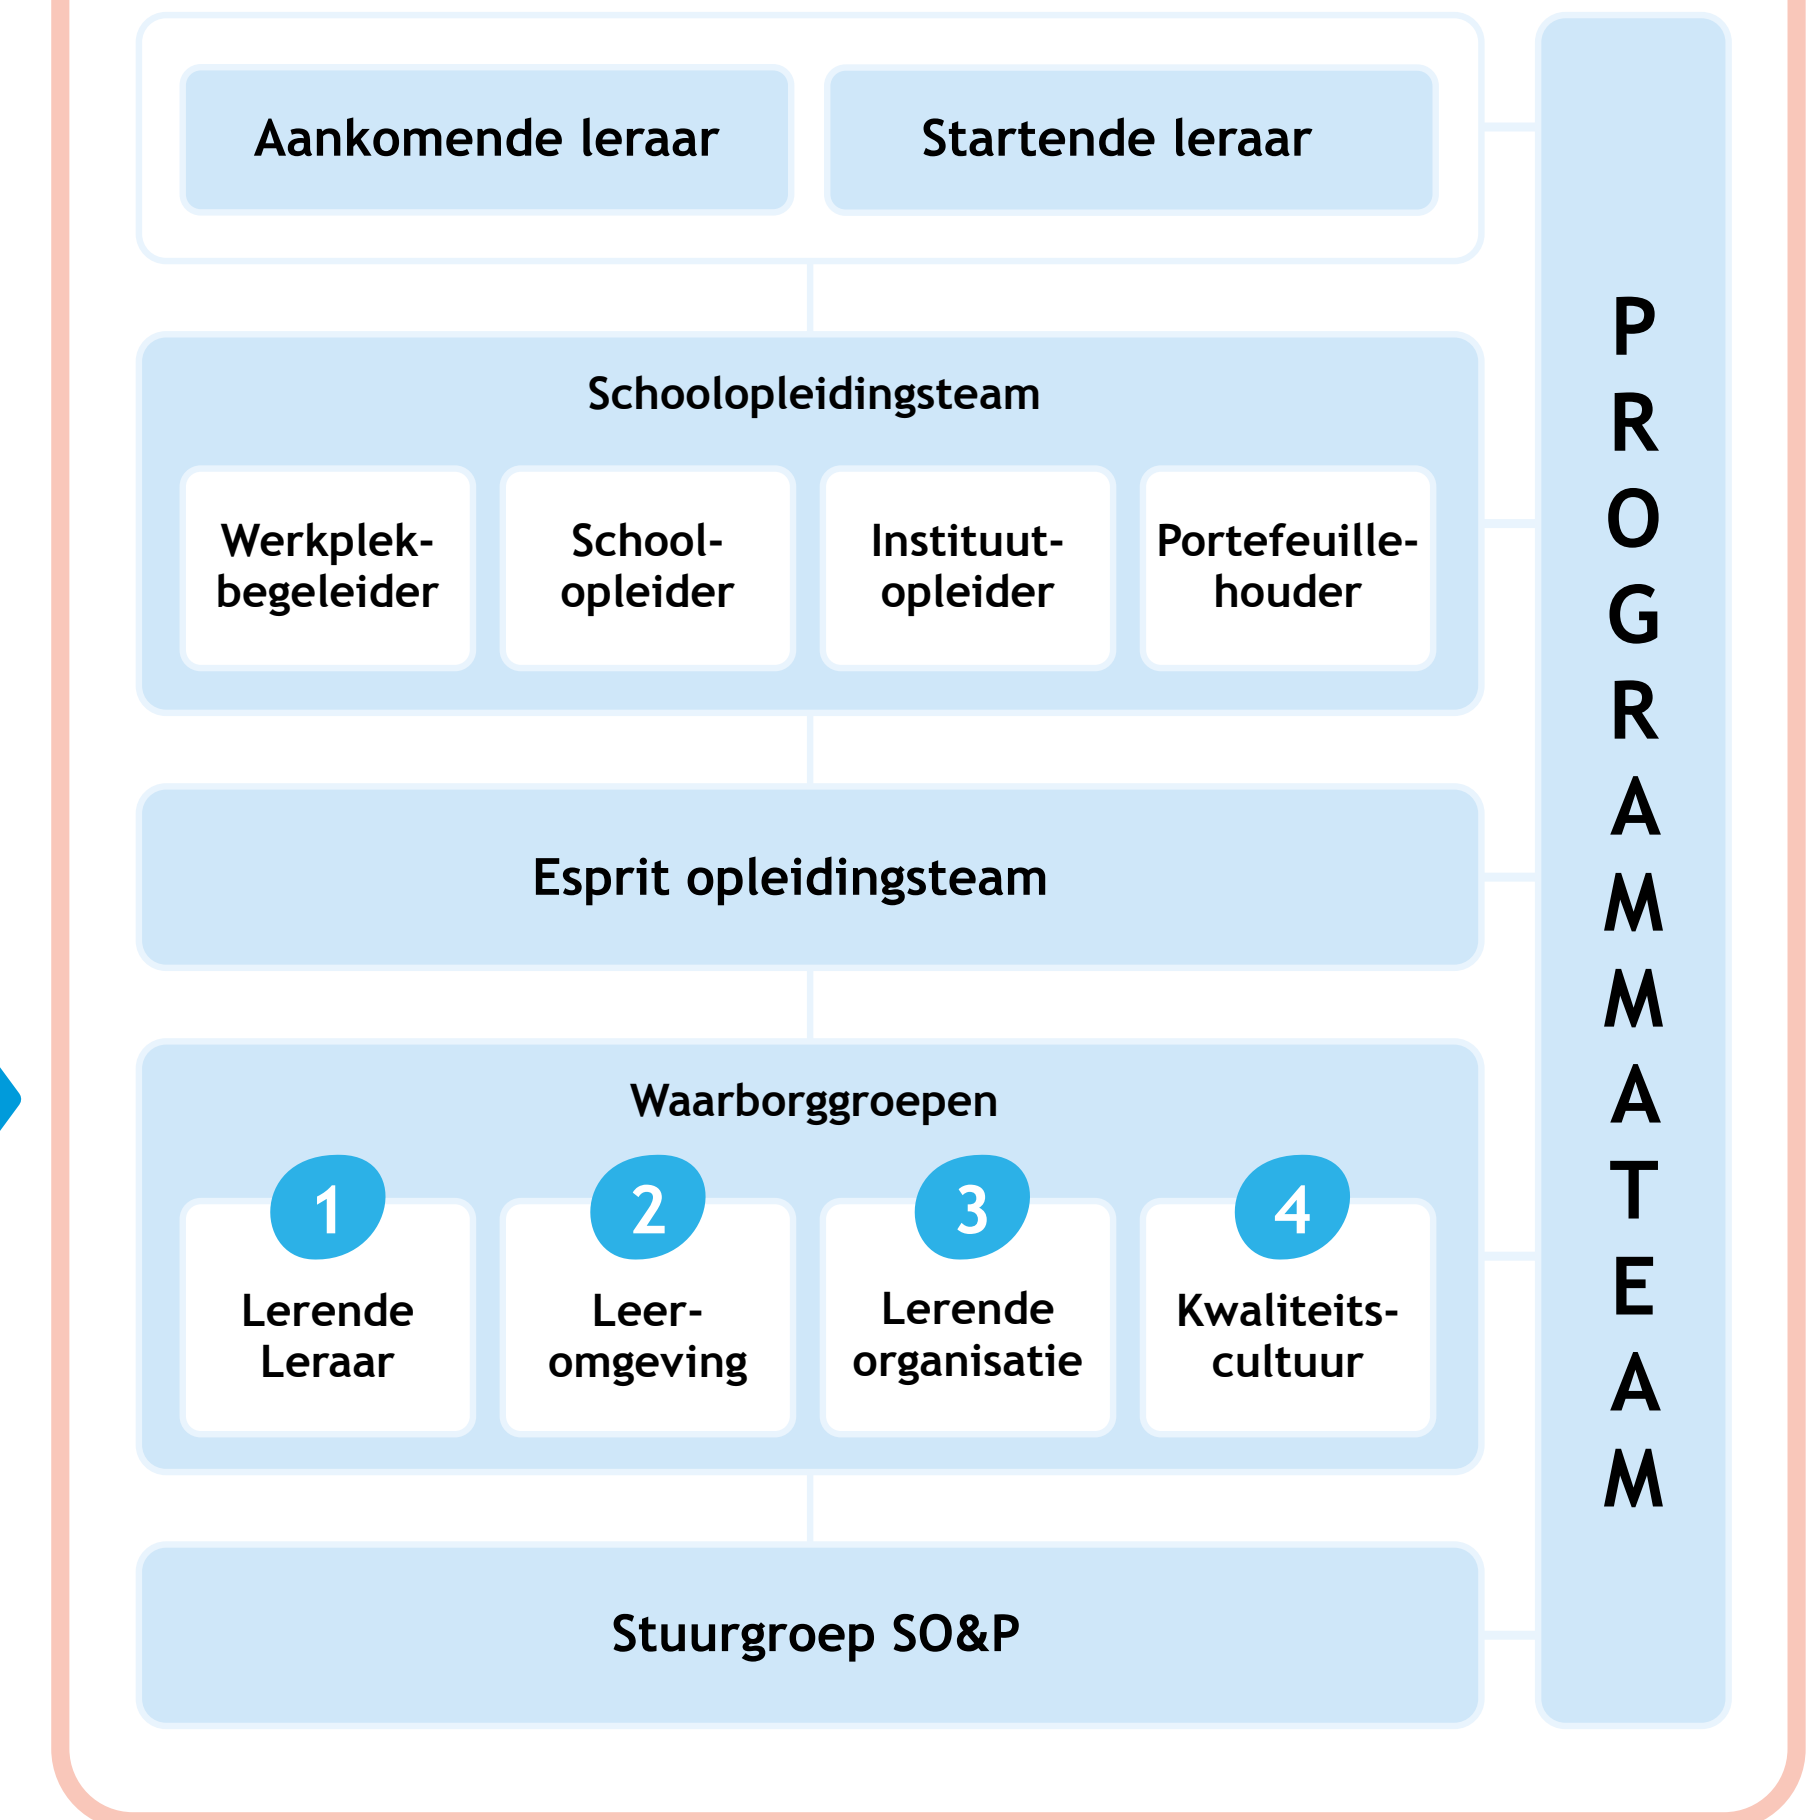 Aankomende leraar
Startende leraar
Schoolopleidingsteam
Werkplek-
begeleider
School-
opleider
Instituut-
opleider
Portefeuille-
houder
Esprit opleidingsteam
Waarborggroepen
1
Lerende
Leraar
2
Leer-
omgeving
3
Lerende
organisatie
4
Kwaliteits-
cultuur
Stuurgroep SO&P
PROGRAMMATEAM